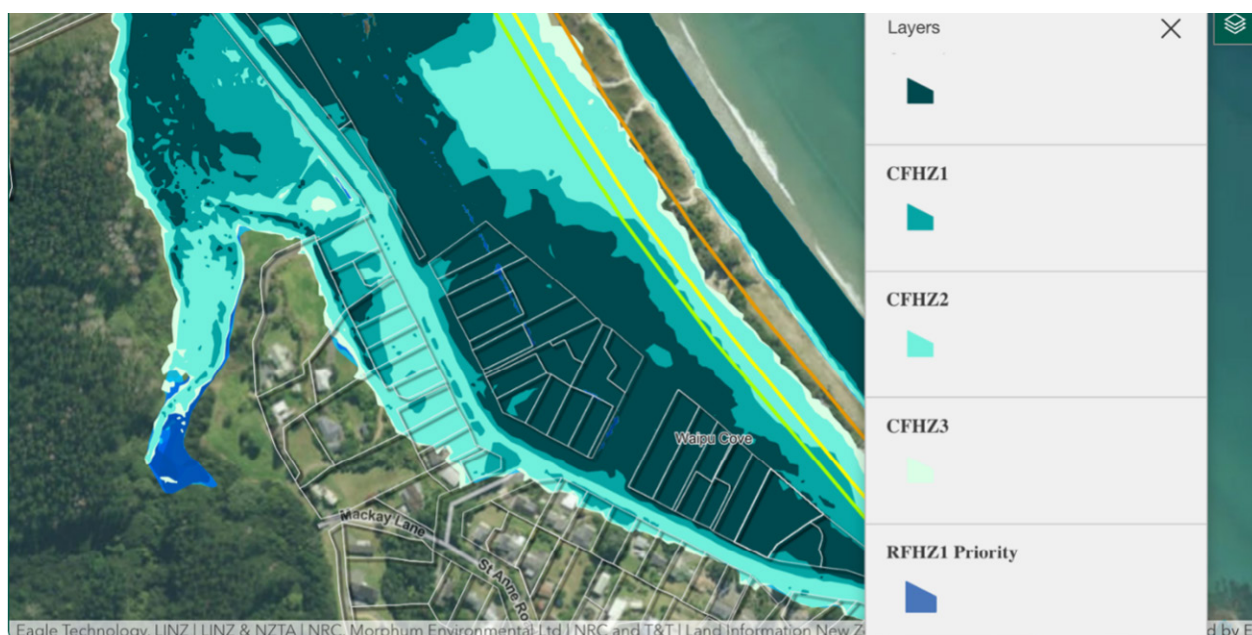 Layers
CFHZ1
CFHZ2
CFHZ3
RFHZ1 Priority
Waipu Cove
Mackay Lane
St Anne Ro
Eagle Technology, LINZ | LINZ & NZTA | NRC, Morphum Environmental Ltd | NRC and T&T | Land Information New Z
d by E